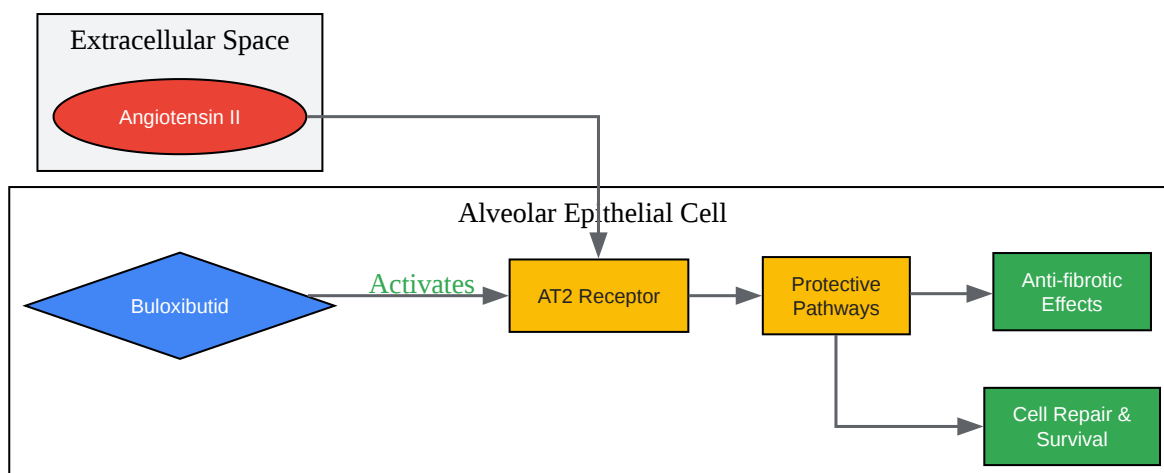 Extracellular Space
Angiotensin II
Alveolar Epithelial Cell
Buloxibutid
Activates
AT2 Receptor
Protective
Pathways
Anti-fibrotic
Effects
Cell Repair &
Survival